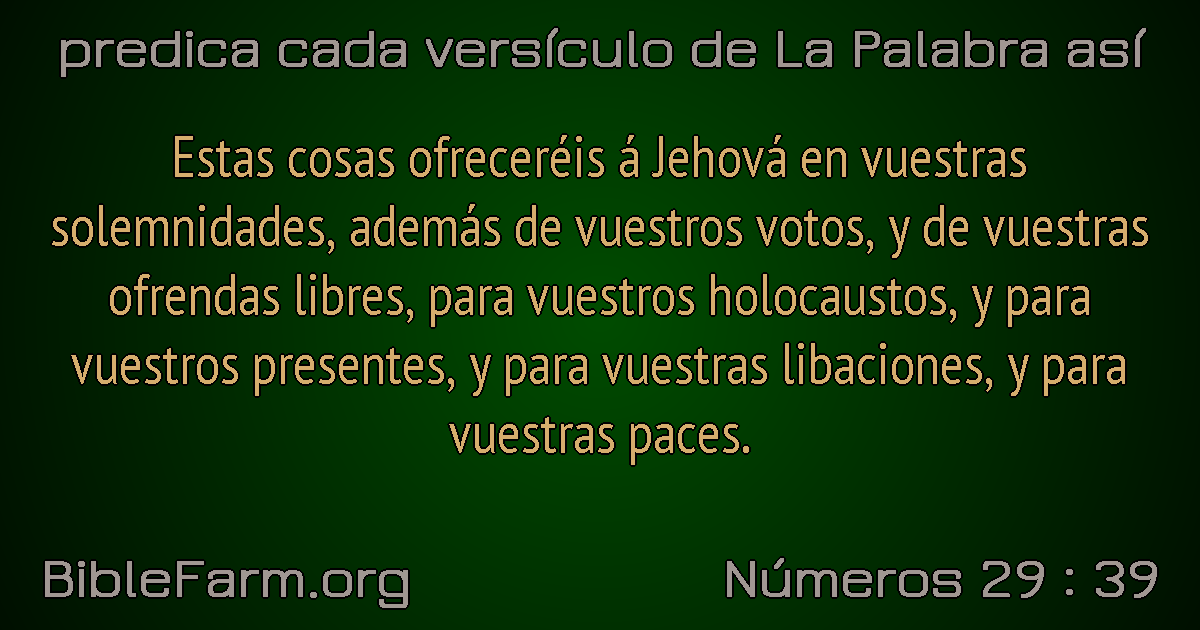 predica cada versículo de La Palabra así
Estas cosas ofreceréis á Jehová en vuestras
solemnidades, además de vuestros votos, y de vuestras
ofrendas libres, para vuestros holocaustos, y para
vuestros presentes, y para vuestras libaciones, y para
vuestras paces.
BibleFarm.org
Números 29 : 39